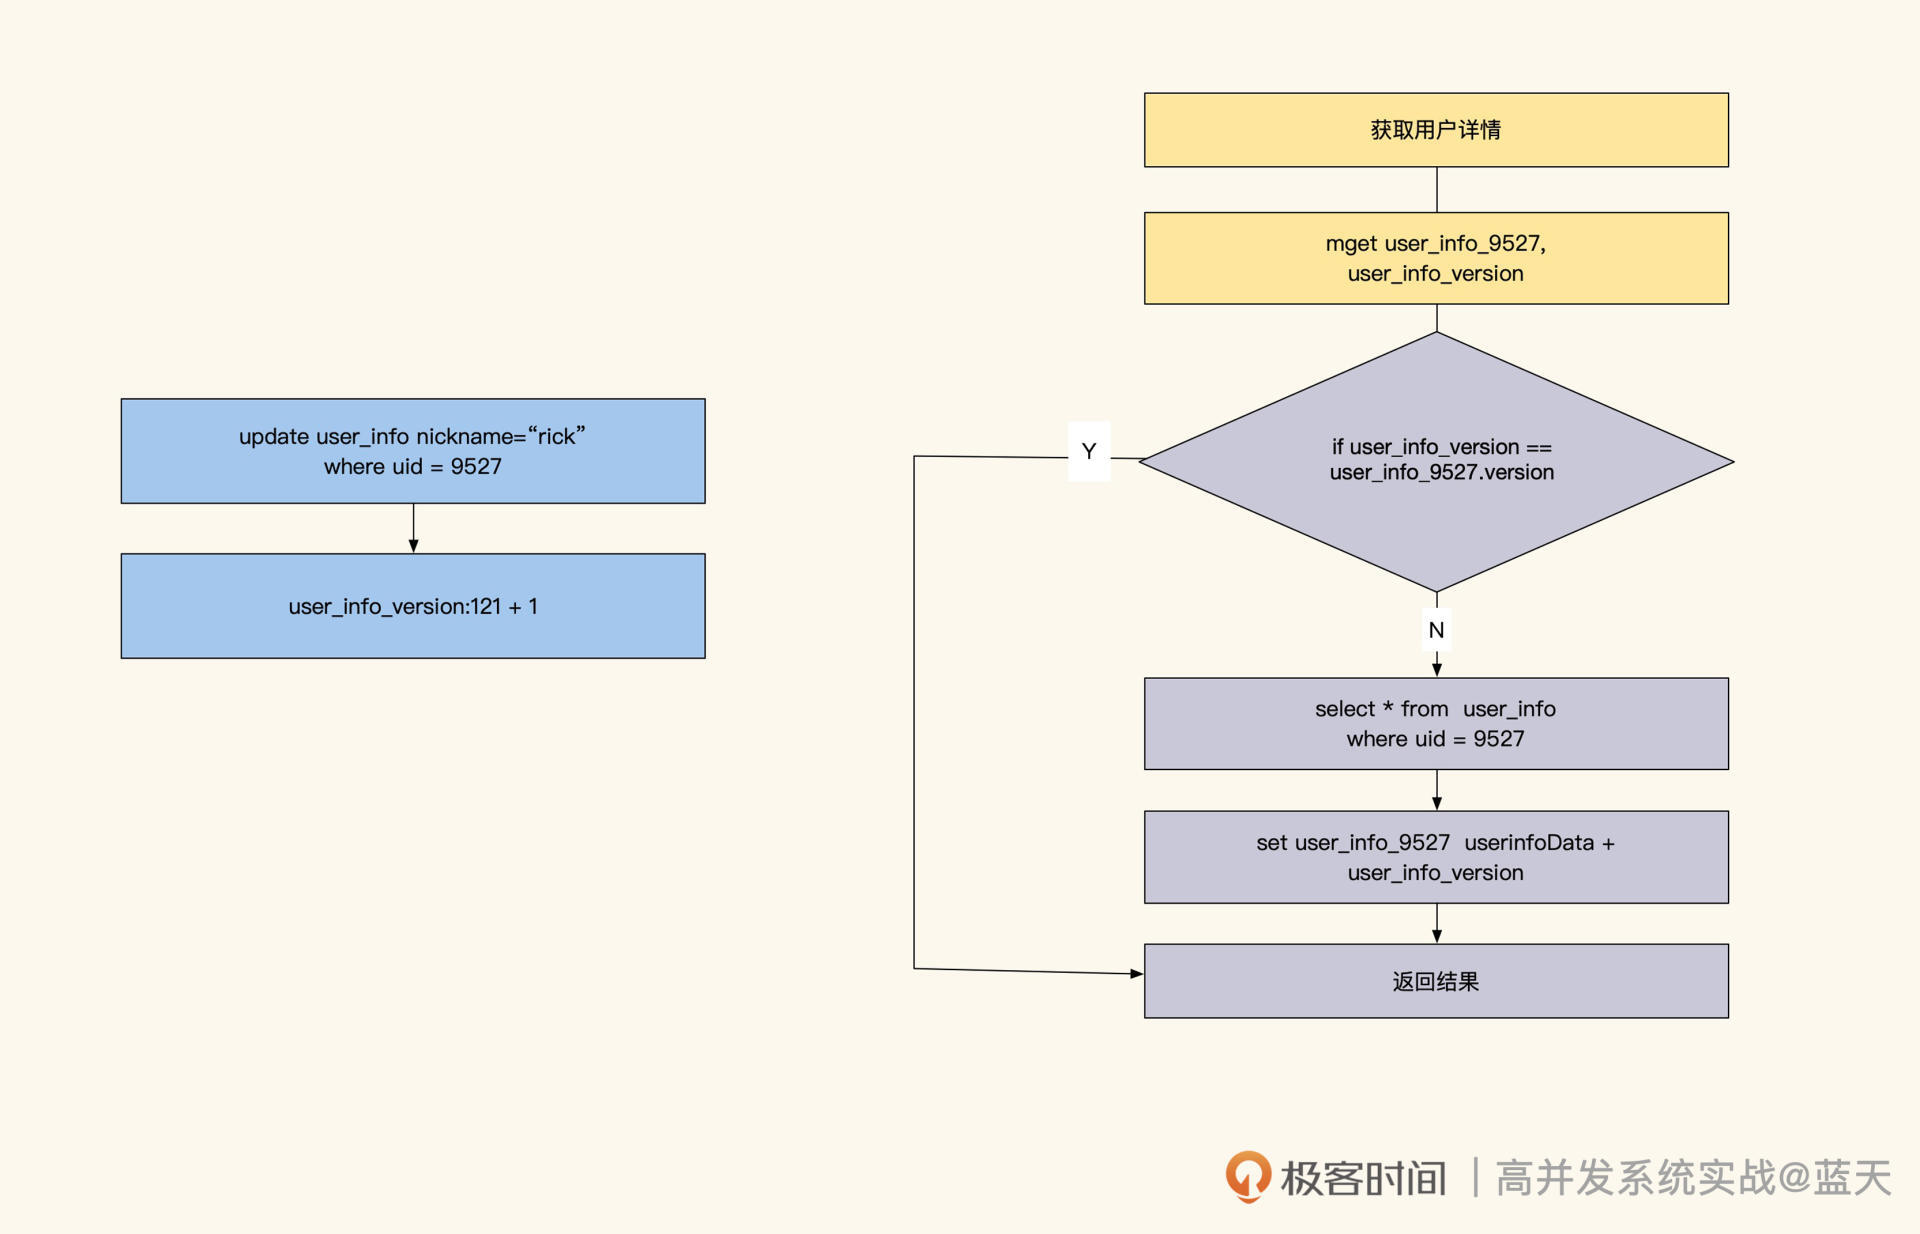 update user_info nickname=“rick”
where uid = 9527
user_info_version:121 + 1
获取用户详情
mget user_info_9527,
user_info_version
if user_info_version ==
user_info_9527.version
Y
N
select * from  user_info
where uid = 9527
set user_info_9527  userinfoData +
user_info_version
返回结果
极客时间 | 高并发系统实战@蓝天